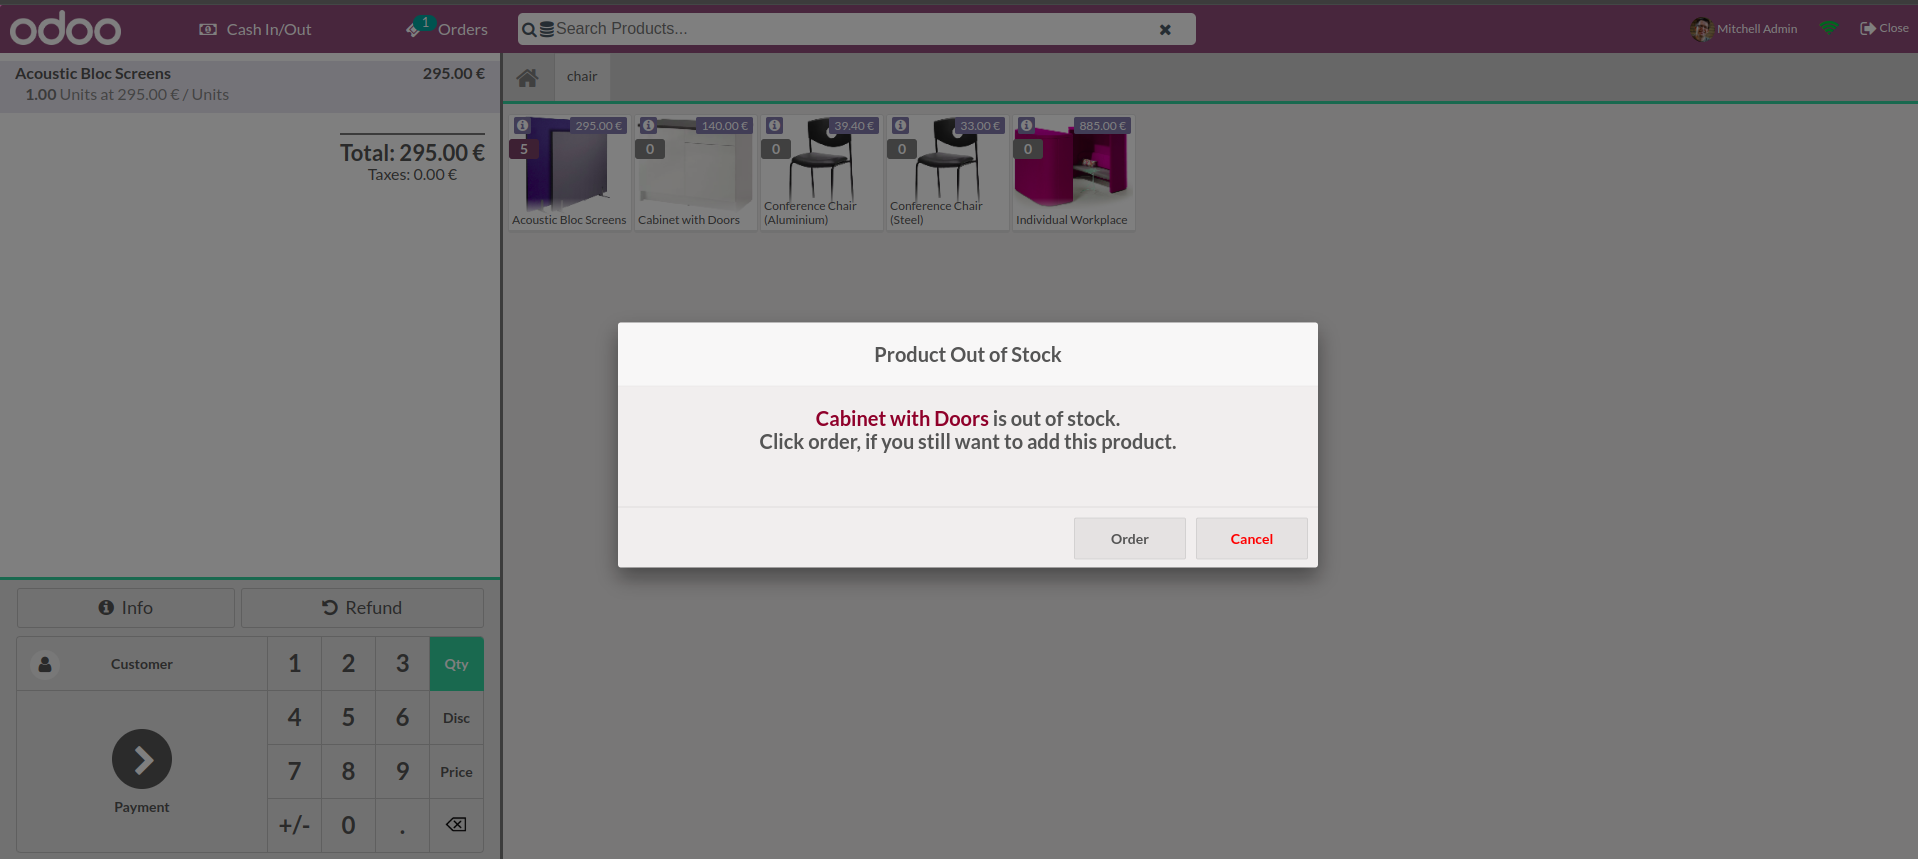 odoo
Cash In/Out
1
Orders
Search Products...
Mitchell Admin
Close
Acoustic Bloc Screens 295.00 €
1.00 Units at 295.00 € / Units
Total: 295.00 €
Taxes: 0.00 €
chair
295.00 €
5
Acoustic Bloc Screens
140.00 €
0
Cabinet with Doors
39.40 €
0
Conference Chair
(Aluminium)
33.00 €
0
Conference Chair
(Steel)
885.00 €
0
Individual Workplace
Product Out of Stock
Cabinet with Doors is out of stock.
Click order, if you still want to add this product.
Order
Cancel
Info
Refund
Customer
1 2 3 Qty
4 5 6 Disc
7 8 9 Price
Payment
+/- 0 .